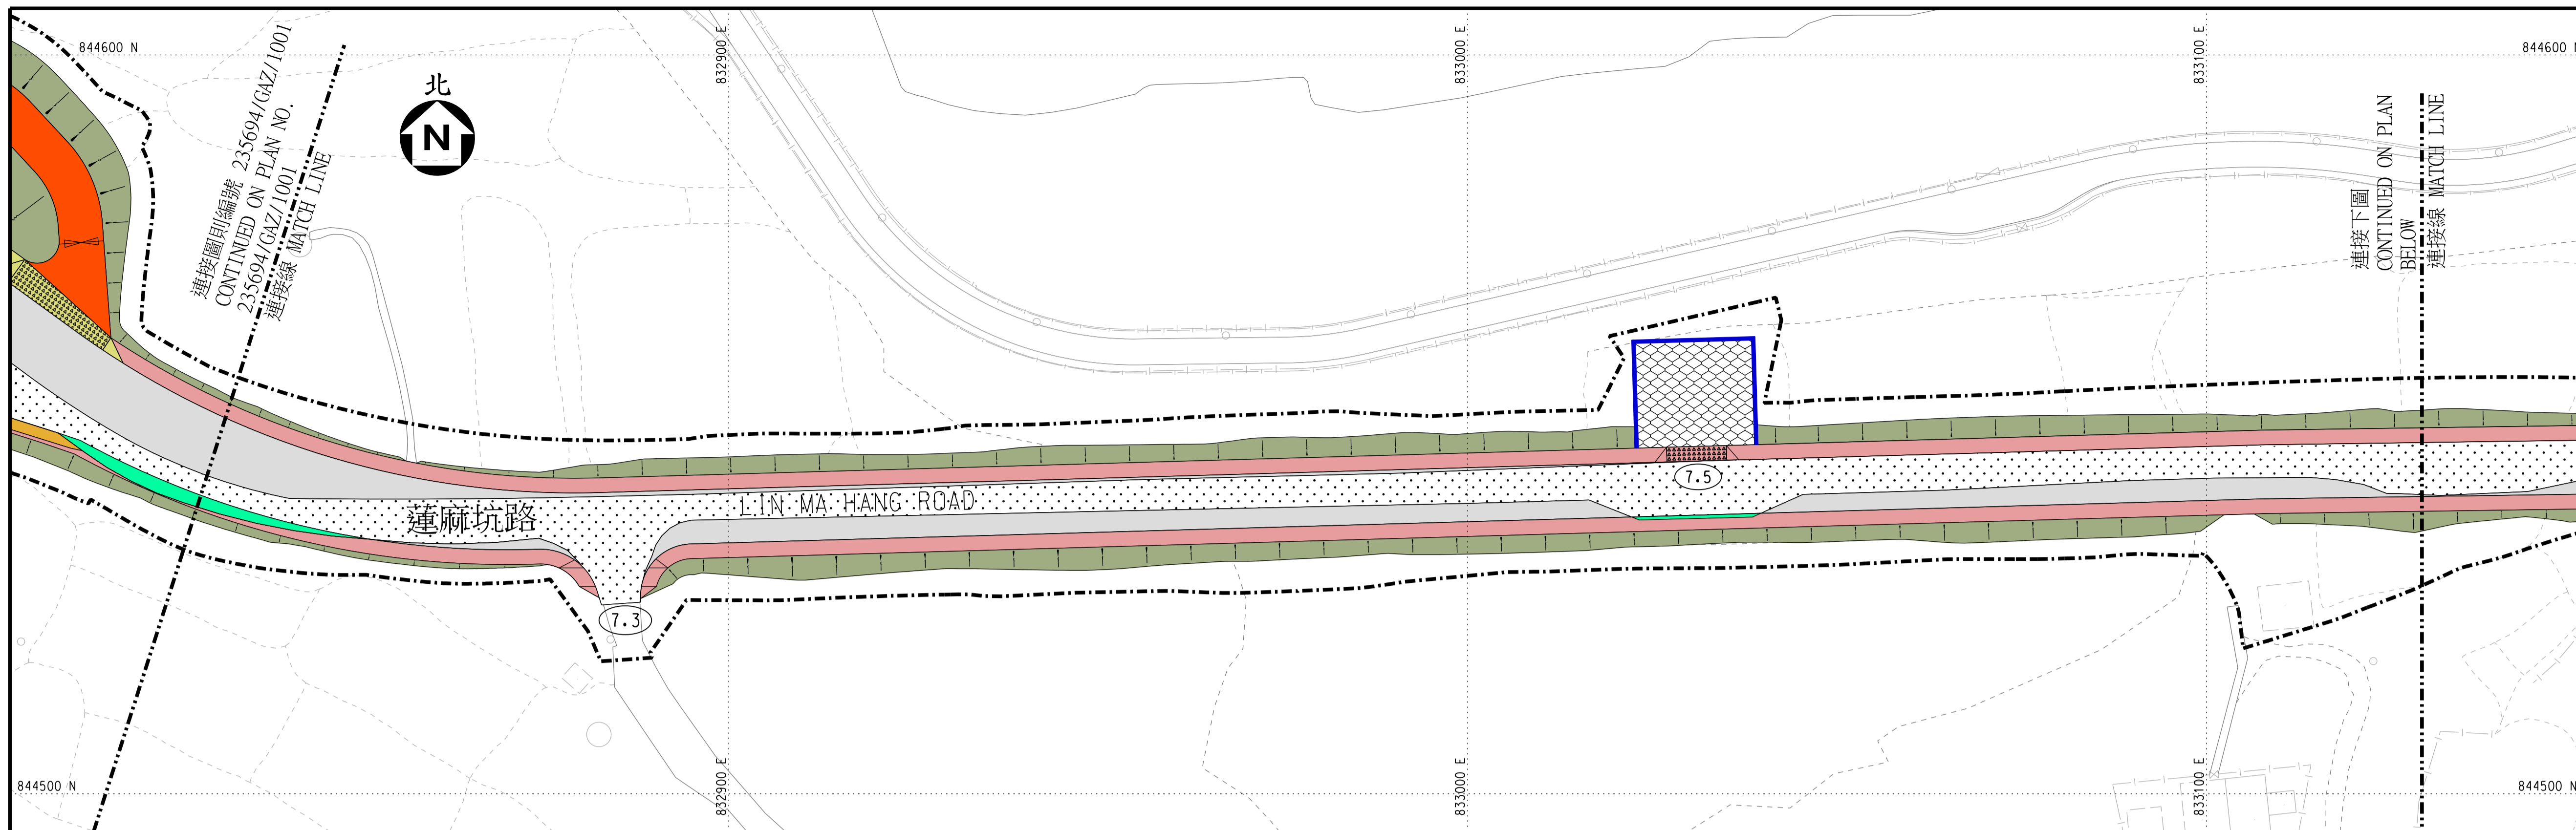 844600 N
832900 E
833000 E
833100 E
844600 N
連接圖則編號 235694/GAZ/1001
CONTINUED ON PLAN NO.
235694/GAZ/1001
連接線 MATCH LINE
北
N
連接下圖
CONTINUED ON PLAN
BELOW
連接線 MATCH LINE
7.5
LIN MA HANG ROAD
蓮麻坑路
7.3
844500 N
832900 E
833000 E
833100 E
844500 N